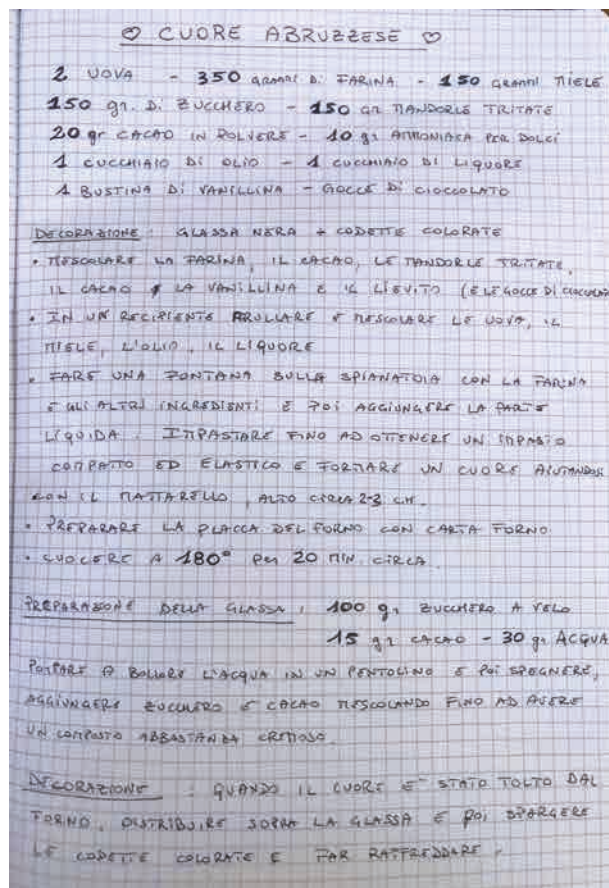 ♡ CUORE ABRUZZESE ♡
2 UOVA - 350 GRAMMI DI FARINA - 150 GRAMMI MIELE
150 gr. DI ZUCCHERO - 150 gr MANDORLE TRITATE
20 gr CACAO IN POLVERE - 10 gr AMMONIACA PER DOLCI
1 CUCCHIAIO DI OLIO - 1 CUCCHIAIO DI LIQUORE
1 BUSTINA DI VANILLINA - GOCCE DI CIOCCOLATO
DECORAZIONE: GLASSA NERA + CODETTE COLORATE
• MESCOLARE LA FARINA, IL CACAO, LE MANDORLE TRITATE,
IL CACAO LA VANILLINA E IL LIEVITO (E LE GOCCE DI CIOCCOLATO
• IN UN RECIPIENTE FRULLARE E MESCOLARE LE UOVA, IL
MIELE, L'OLIO, IL LIQUORE
• FARE UNA FONTANA SULLA SPIANATOIA CON LA FARINA
E GLI ALTRI INGREDIENTI E POI AGGIUNGERE LA PARTE
LIQUIDA. IMPASTARE FINO AD OTTENERE UN IMPASTO
COMPATTO ED ELASTICO E FORMARE UN CUORE AIUTANDOSI
CON IL MATTARELLO, ALTO CIRCA 2-3 CM.
• PREPARARE LA PLACCA DEL FORNO CON CARTA FORNO.
• CUOCERE A 180° per 20 MIN. CIRCA.
PREPARAZIONE DELLA GLASSA: 100 gr ZUCCHERO A VELO
15 gr CACAO - 30 gr ACQUA
PORTARE A BOLLORE L'ACQUA IN UN PENTOLINO E POI SPEGNERE,
AGGIUNGERE ZUCCHERO E CACAO MESCOLANDO FINO AD AVERE
UN COMPOSTO ABBASTANZA CREMOSO.
DECORAZIONE: QUANDO IL CUORE E' STATO TOLTO DAL
FORNO, DISTRIBUIRE SOPRA LA GLASSA E POI SPARGERE
LE CODETTE COLORATE E FAR RAFFREDDARE.